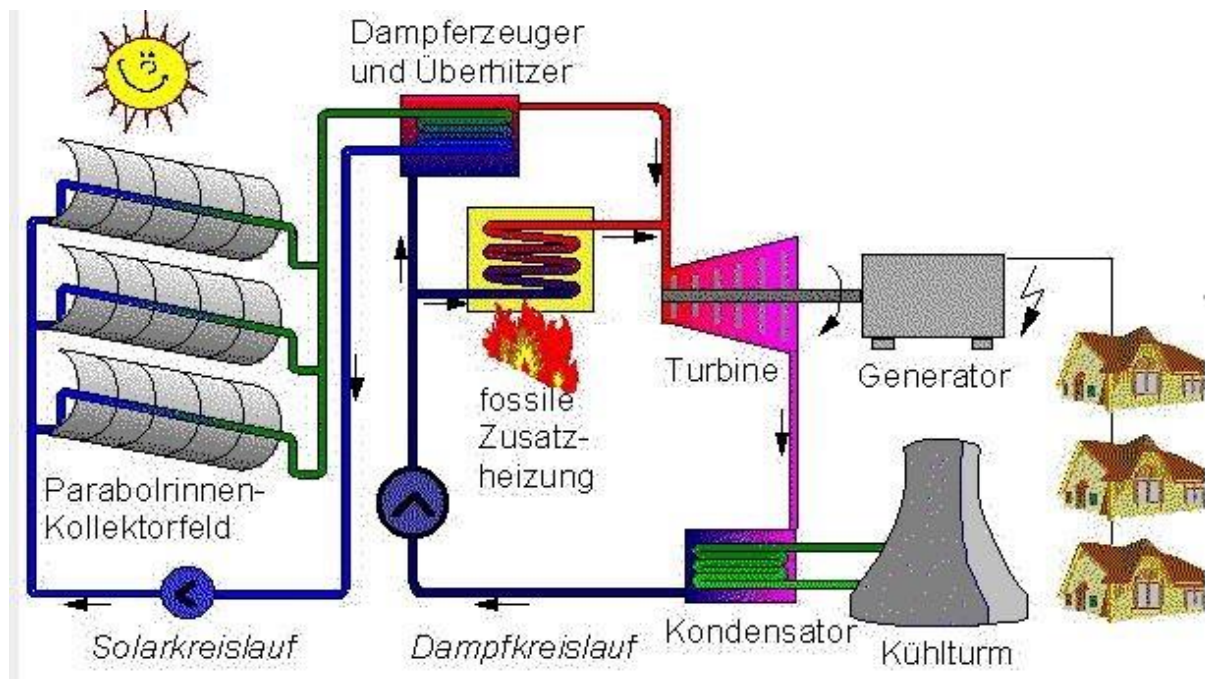 Dampferzeuger
und Überhitzer
Turbine
Generator
fossile
Zusatz-
heizung
Parabolrinnen-
Kollektorfeld
Solarkreislauf
Dampfkreislauf
Kondensator
Kühlturm